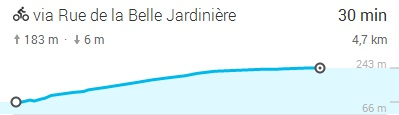 via Rue de la Belle Jardinière 30 min
↑ 183 m · ↓ 6 m 4,7 km
243 m
66 m